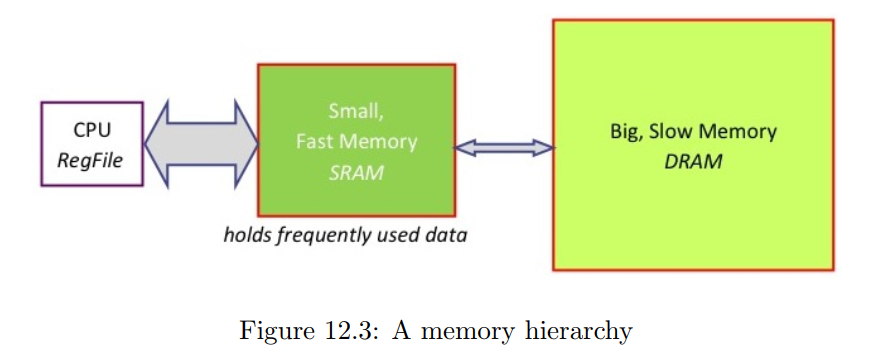 CPU
RegFile
Small,
Fast Memory
SRAM
holds frequently used data
Big, Slow Memory
DRAM
Figure 12.3: A memory hierarchy